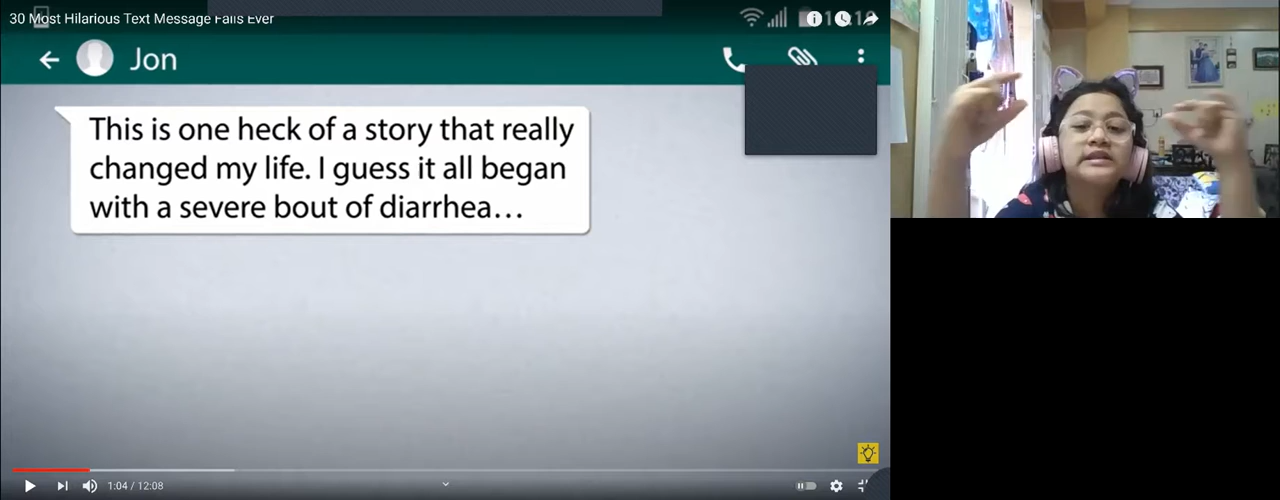 30 Most Hilarious Text Message Fails Ever
Jon
This is one heck of a story that really
changed my life. I guess it all began
with a severe bout of diarrhea...
1:04 / 12:08